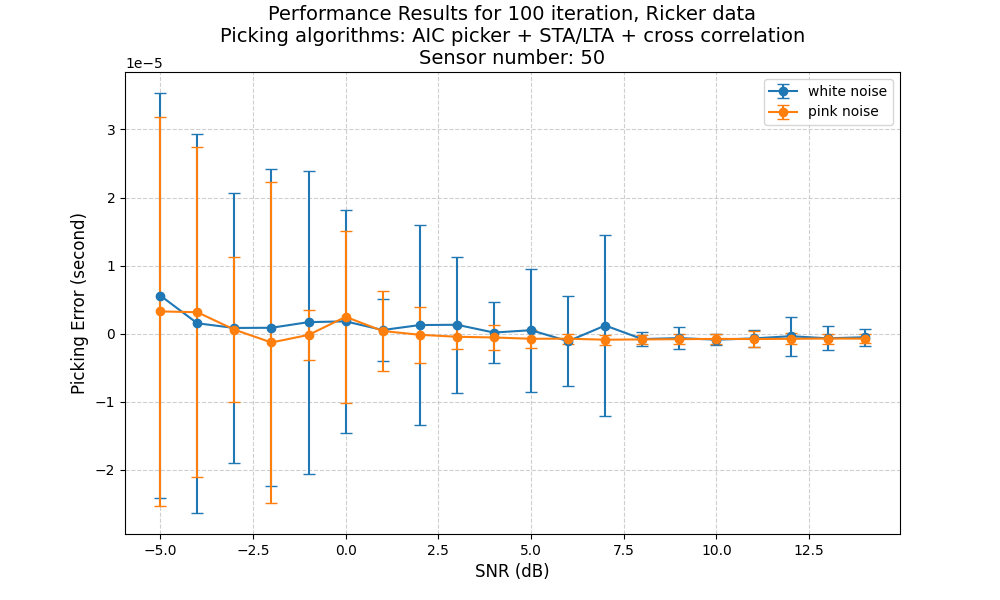 Performance Results for 100 iteration, Ricker data
Picking algorithms: AIC picker + STA/LTA + cross correlation
Sensor number: 50
1e−5
white noise
pink noise
3
2
1
0
−1
−2
Picking Error (second)
−5.0 −2.5 0.0 2.5 5.0 7.5 10.0 12.5
SNR (dB)